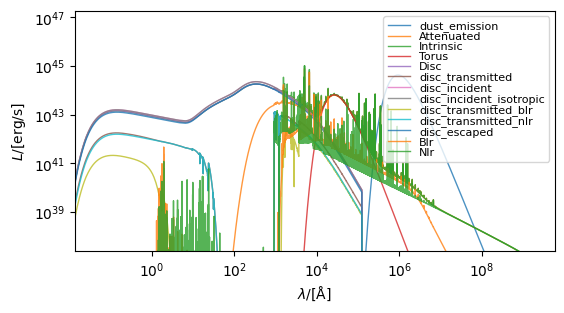 10^47
10^45
10^43
10^41
10^39
L/[erg/s]
dust_emission
Attenuated
Intrinsic
Torus
Disc
disc_transmitted
disc_incident
disc_incident_isotropic
disc_transmitted_blr
disc_transmitted_nlr
disc_escaped
Blr
Nlr
10^0 10^2 10^4 10^6 10^8
λ/[Å]